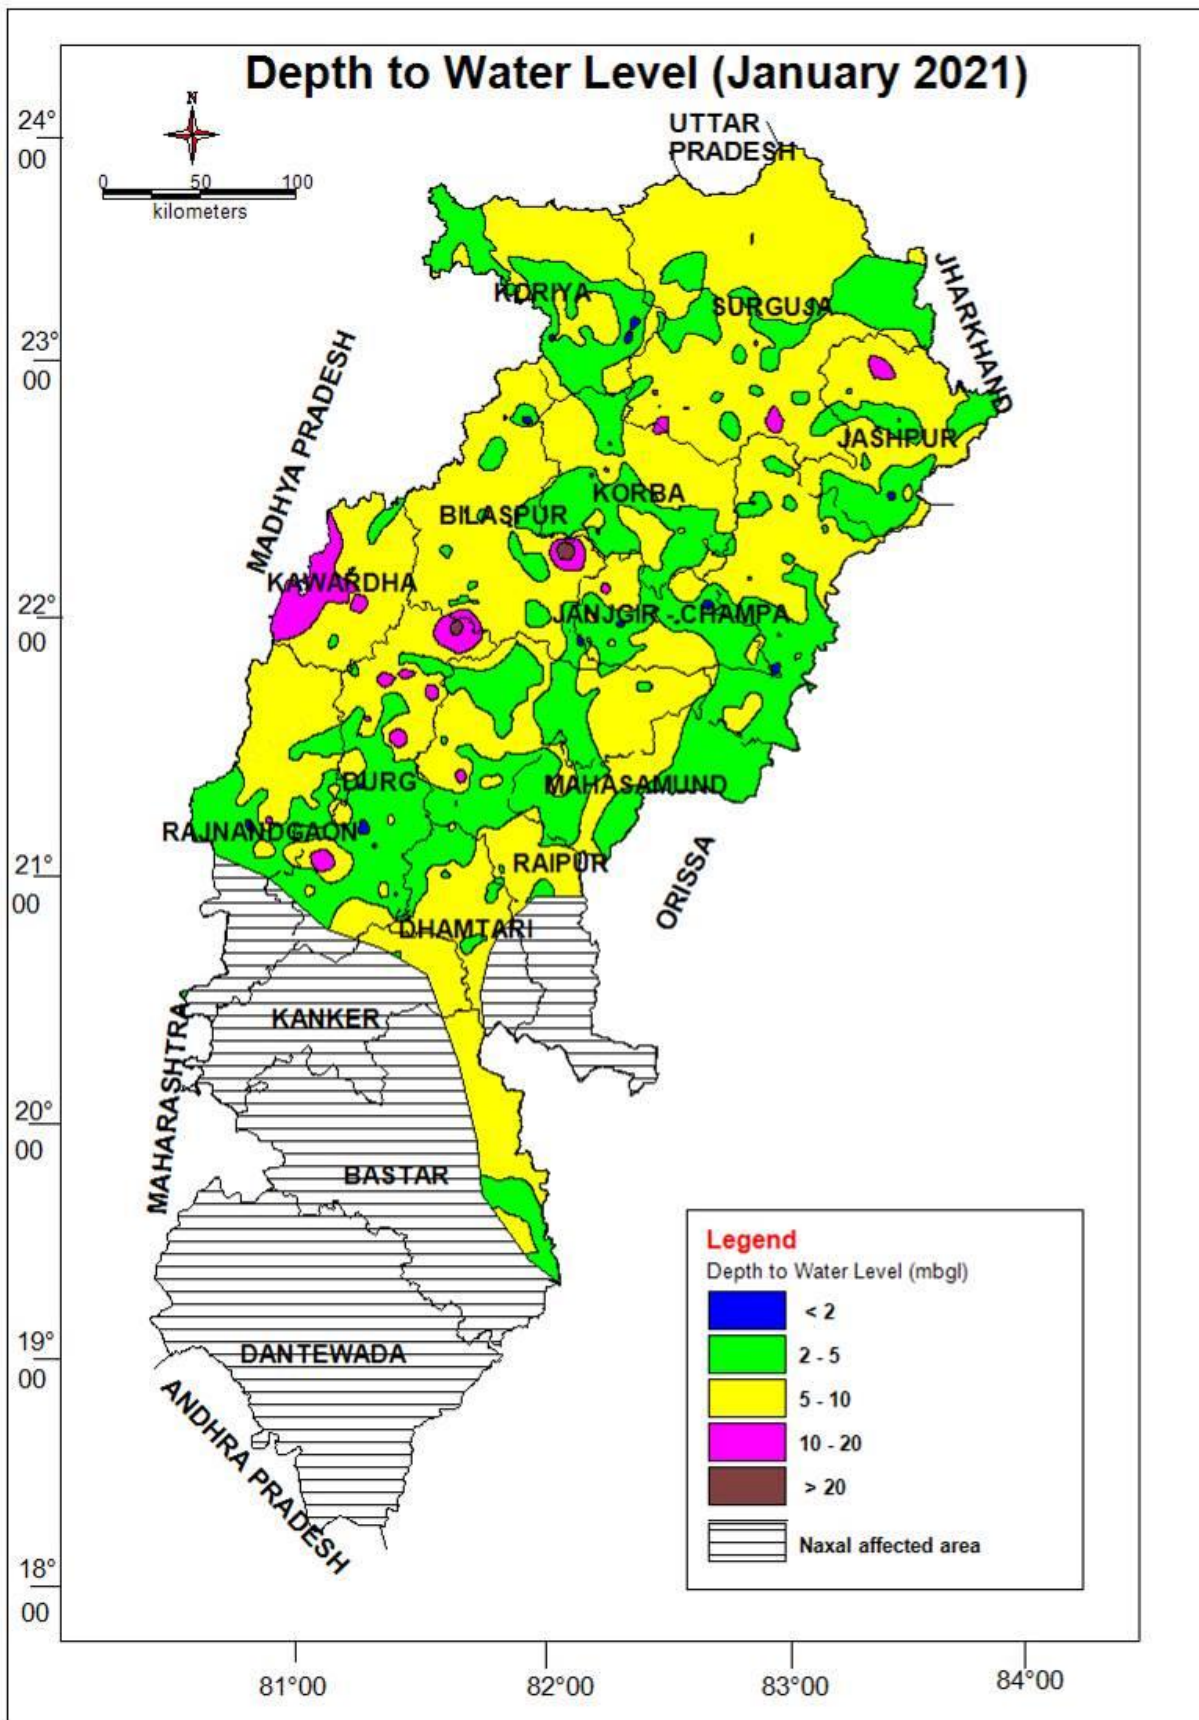 Depth to Water Level (January 2021)
N
0 50 100
kilometers
24°
00
23°
00
22°
00
21°
00
20°
00
19°
00
18°
00
UTTAR
PRADESH
JHARKHAND
MADHYA PRADESH
KORIYA
SURGUJA
JASHPUR
KORBA
BILASPUR
KAWARDHA
JANJGIR - CHAMPA
DURG
MAHASAMUND
RAJNANDGAON
RAIPUR
ORISSA
DHAMTARI
KANKER
MAHARASHTRA
BASTAR
DANTEWADA
ANDHRA PRADESH
Legend
Depth to Water Level (mbgl)
< 2
2 - 5
5 - 10
10 - 20
> 20
Naxal affected area
81°00 82°00 83°00 84°00